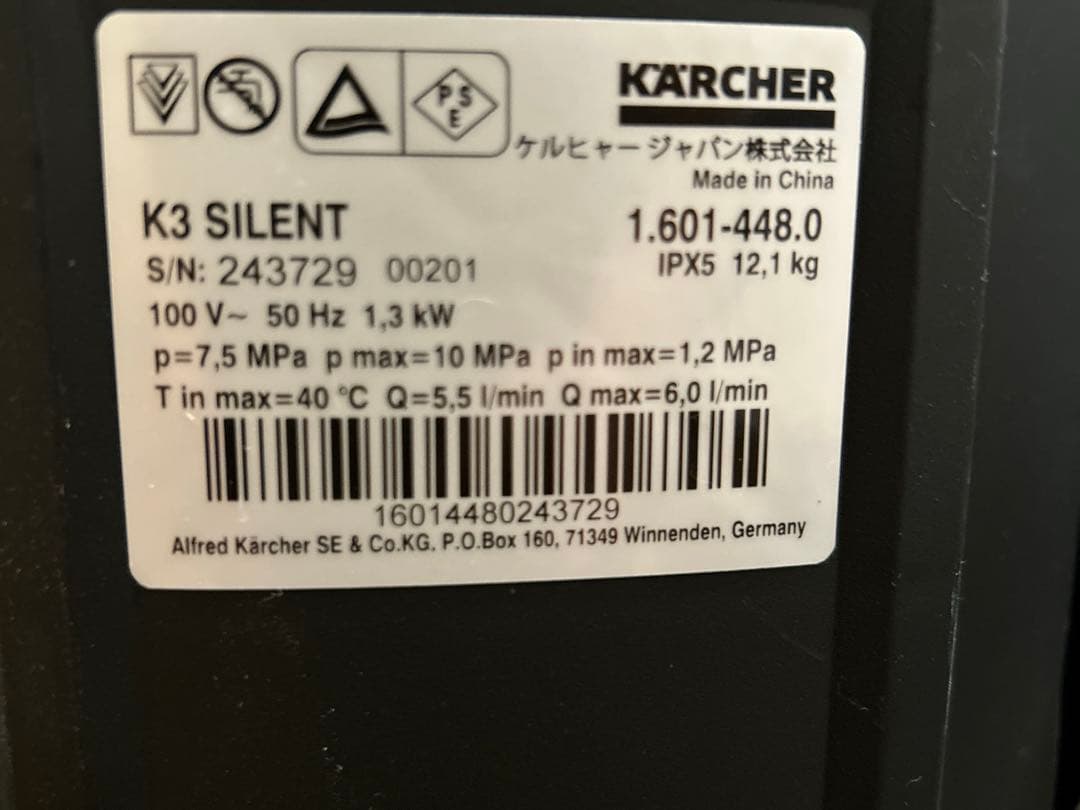 PSE
KÄRCHER
ケルヒャー ジャパン株式会社
Made in China
K3 SILENT 1.601-448.0
S/N: 243729 00201 IPX5 12,1 kg
100 V~ 50 Hz 1,3 kW
p=7,5 MPa p max=10 MPa p in max=1,2 MPa
T in max=40 °C Q=5,5 l/min Q max=6,0 l/min
16014480243729
Alfred Kärcher SE & Co.KG, P.O.Box 160, 71349 Winnenden, Germany